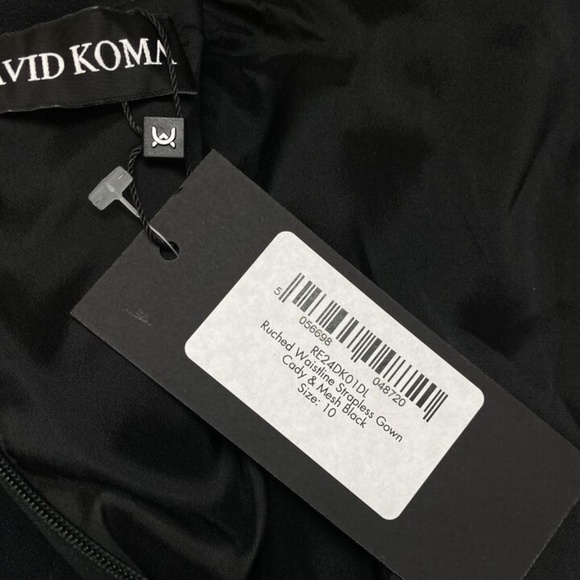 AVID KOMA
5
056698
048720
RE24DK01DL
Ruched Waistline Strapless Gown
Cady & Mesh Black
Size: 10